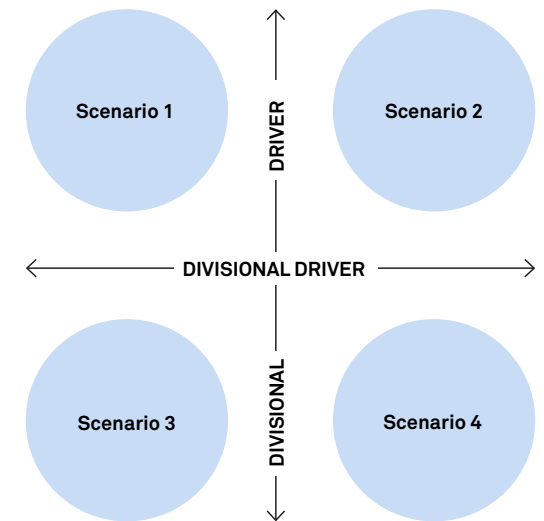 Scenario 1
DRIVER
Scenario 2
DIVISIONAL DRIVER
Scenario 3
DIVISIONAL
Scenario 4